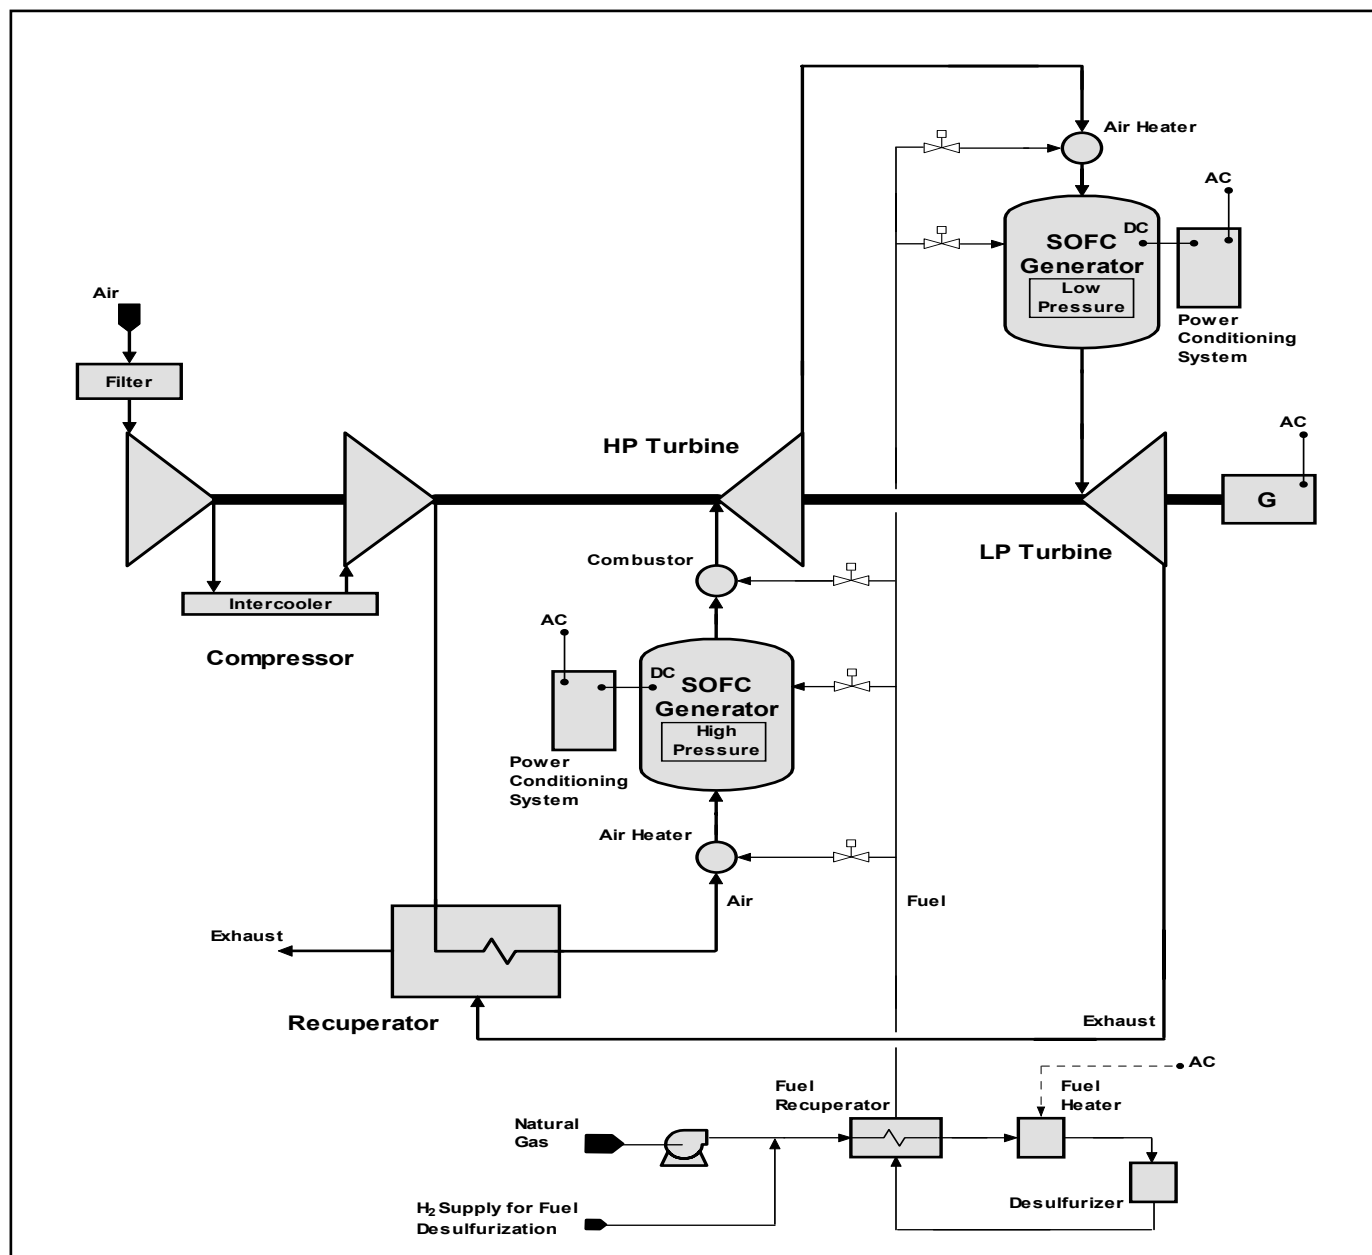 Air Heater
AC
DC
SOFC
Generator
Low
Pressure
Power
Conditioning
System
Air
Filter
HP Turbine
AC
G
LP Turbine
Combustor
Intercooler
Compressor
AC
DC
SOFC
Generator
High
Pressure
Power
Conditioning
System
Air Heater
Air
Fuel
Exhaust
Recuperator
Exhaust
AC
Fuel
Recuperator
Fuel
Heater
Natural
Gas
Desulfurizer
H2 Supply for Fuel
Desulfurization